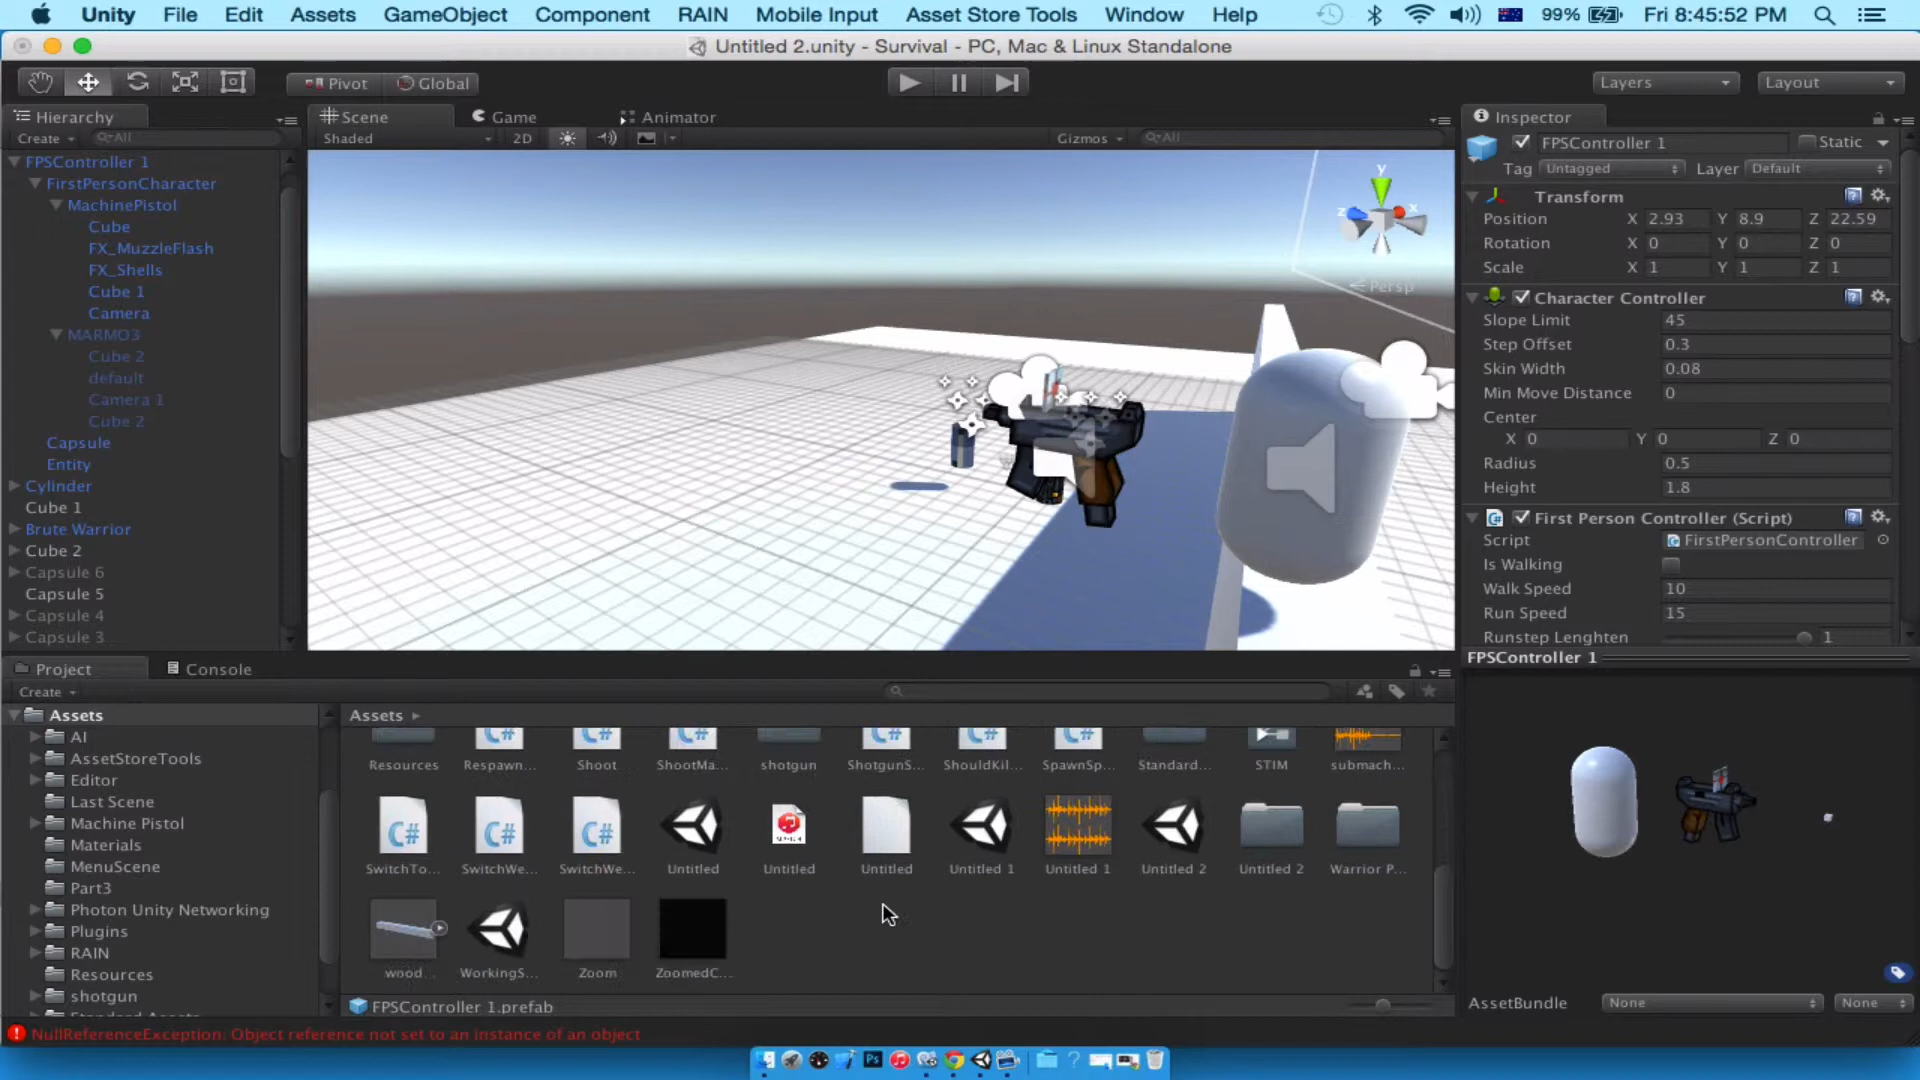 Unity File Edit Assets GameObject Component RAIN Mobile Input Asset Store Tools Window Help 99% Fri 8:45:52 PM
Untitled 2.unity - Survival - PC, Mac & Linux Standalone
Pivot Global Layers Layout
Hierarchy
Create All
FPSController 1
FirstPersonCharacter
MachinePistol
Cube
FX_MuzzleFlash
FX_Shells
Cube 1
Camera
MARMO3
Cube 2
default
Camera 1
Cube 2
Capsule
Entity
Cylinder
Cube 1
Brute Warrior
Cube 2
Capsule 6
Capsule 5
Capsule 4
Capsule 3
Scene Game Animator
Shaded 2D Gizmos All
y
z x
Persp
Inspector
FPSController 1 Static
Tag Untagged Layer Default
Transform
Position X 2.93 Y 8.9 Z 22.59
Rotation X 0 Y 0 Z 0
Scale X 1 Y 1 Z 1
Character Controller
Slope Limit 45
Step Offset 0.3
Skin Width 0.08
Min Move Distance 0
Center
X 0 Y 0 Z 0
Radius 0.5
Height 1.8
First Person Controller (Script)
Script FirstPersonController
Is Walking
Walk Speed 10
Run Speed 15
Runstep Lenghten 1
FPSController 1
AssetBundle None None
Project Console
Create
Assets
AI
AssetStoreTools
Editor
Last Scene
Machine Pistol
Materials
MenuScene
Part3
Photon Unity Networking
Plugins
RAIN
Resources
shotgun
Assets
C# C# C# C# C# C#
Resources Respawn... Shoot ShootMa... shotgun ShotgunS... ShouldKil... SpawnSp... Standard... STIM submach...
C# C# C#
SwitchTo... SwitchWe... SwitchWe... Untitled Untitled Untitled Untitled 1 Untitled 1 Untitled 2 Untitled 2 Warrior P...
wood... WorkingS... Zoom ZoomedC...
FPSController 1.prefab
NullReferenceException: Object reference not set to an instance of an object
Ps